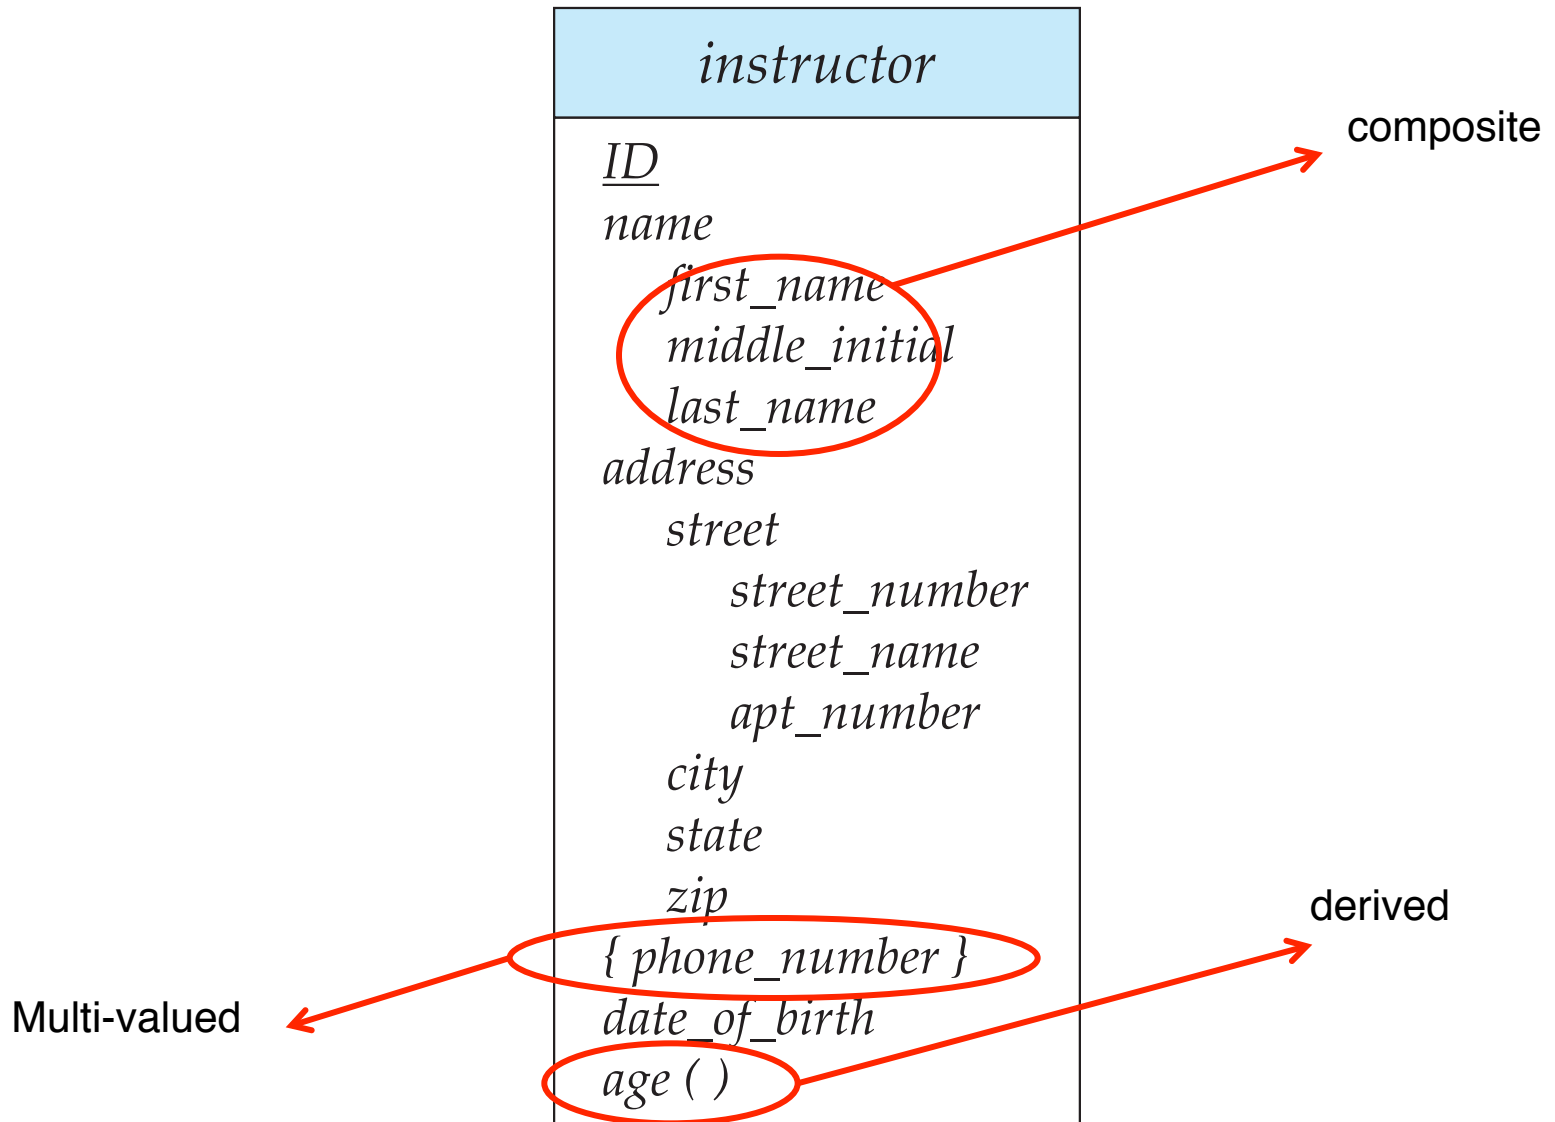 instructor
composite
ID
name
first_name
middle_initial
last_name
address
street
street_number
street_name
apt_number
city
state
zip
derived
{ phone_number }
Multi-valued
date_of_birth
age ( )